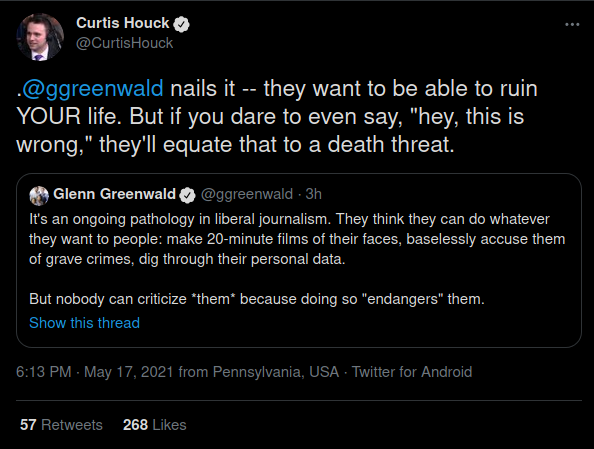 Curtis Houck
@CurtisHouck
.@ggreenwald nails it -- they want to be able to ruin
YOUR life. But if you dare to even say, "hey, this is
wrong," they'll equate that to a death threat.
Glenn Greenwald @ggreenwald · 3h
It's an ongoing pathology in liberal journalism. They think they can do whatever
they want to people: make 20-minute films of their faces, baselessly accuse them
of grave crimes, dig through their personal data.
But nobody can criticize *them* because doing so "endangers" them.
Show this thread
6:13 PM · May 17, 2021 from Pennsylvania, USA · Twitter for Android
57 Retweets 268 Likes